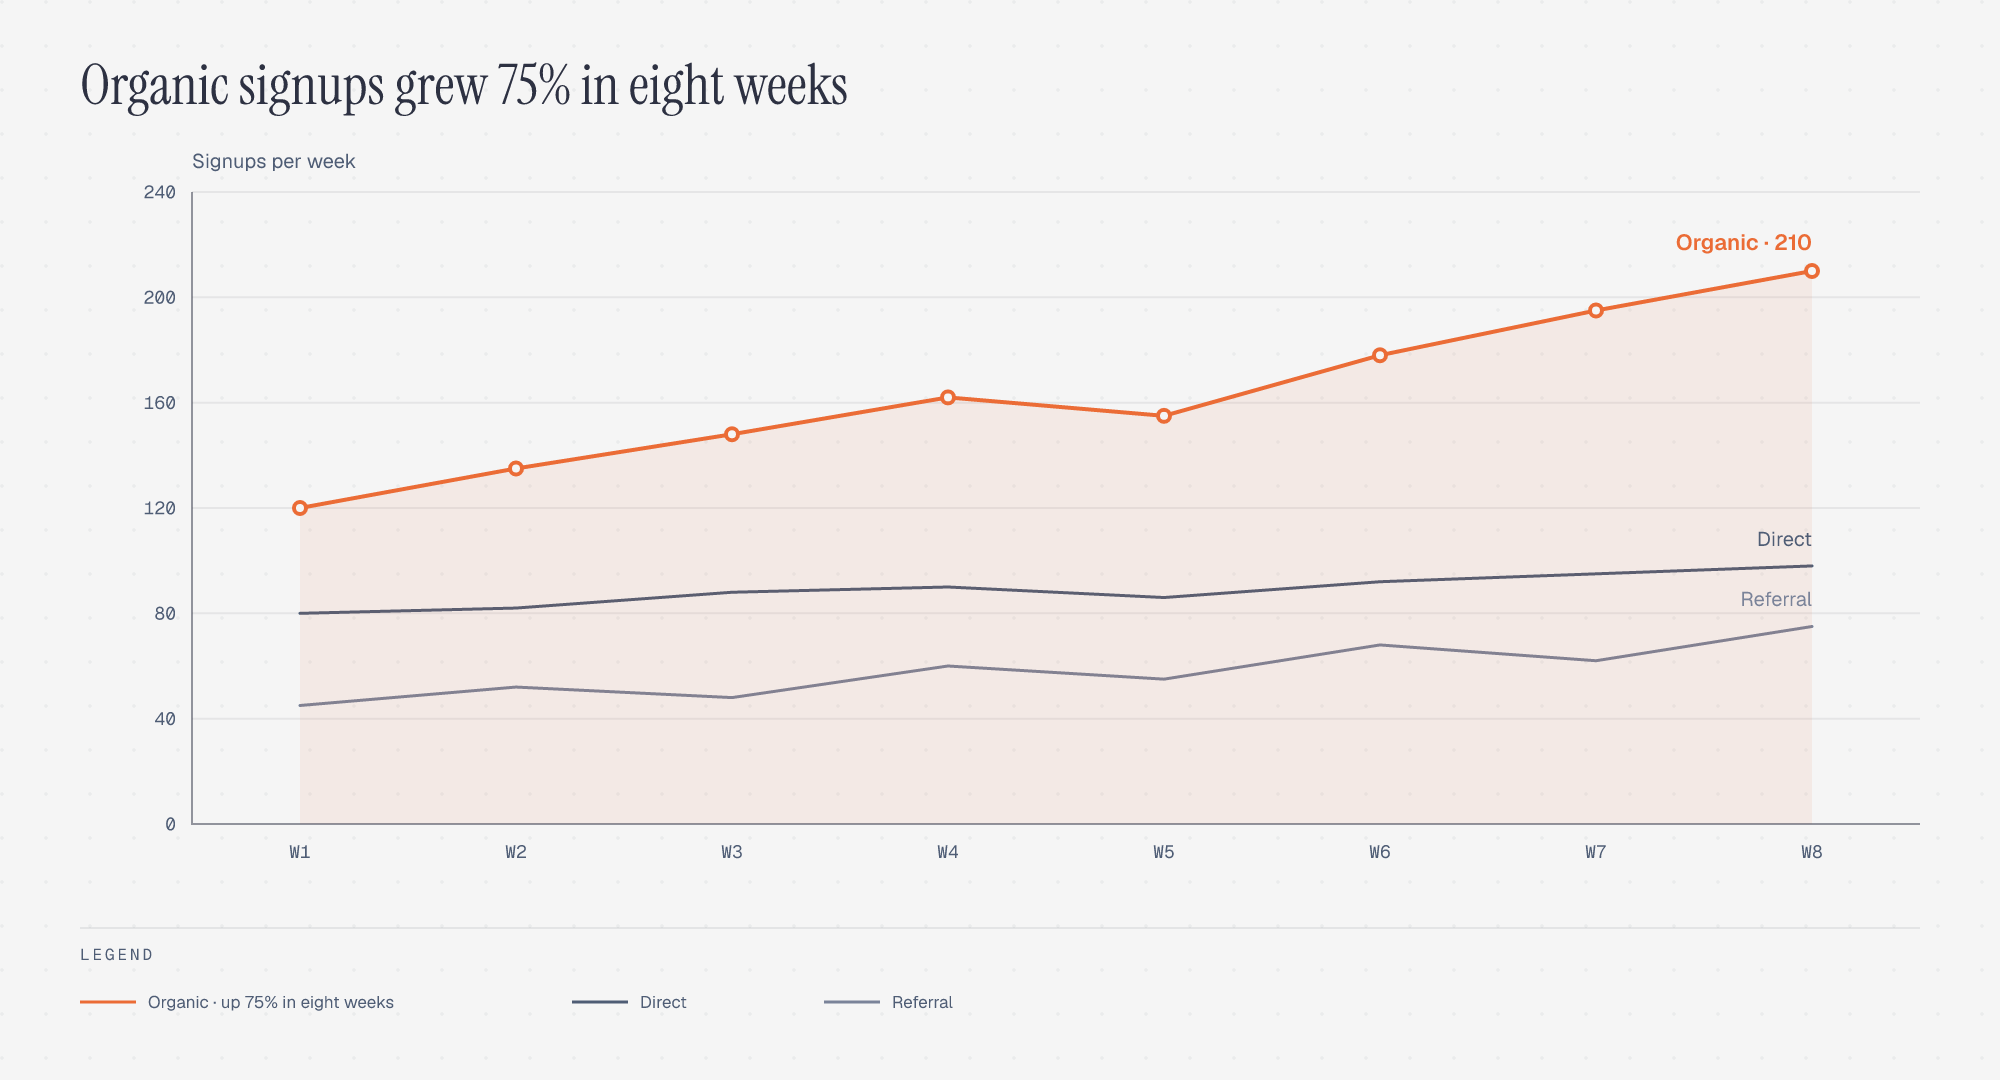 Organic signups grew 75% in eight weeks
Signups per week
240
200
160
120
80
40
0
Organic · 210
Direct
Referral
W1 W2 W3 W4 W5 W6 W7 W8
LEGEND
Organic · up 75% in eight weeks Direct Referral